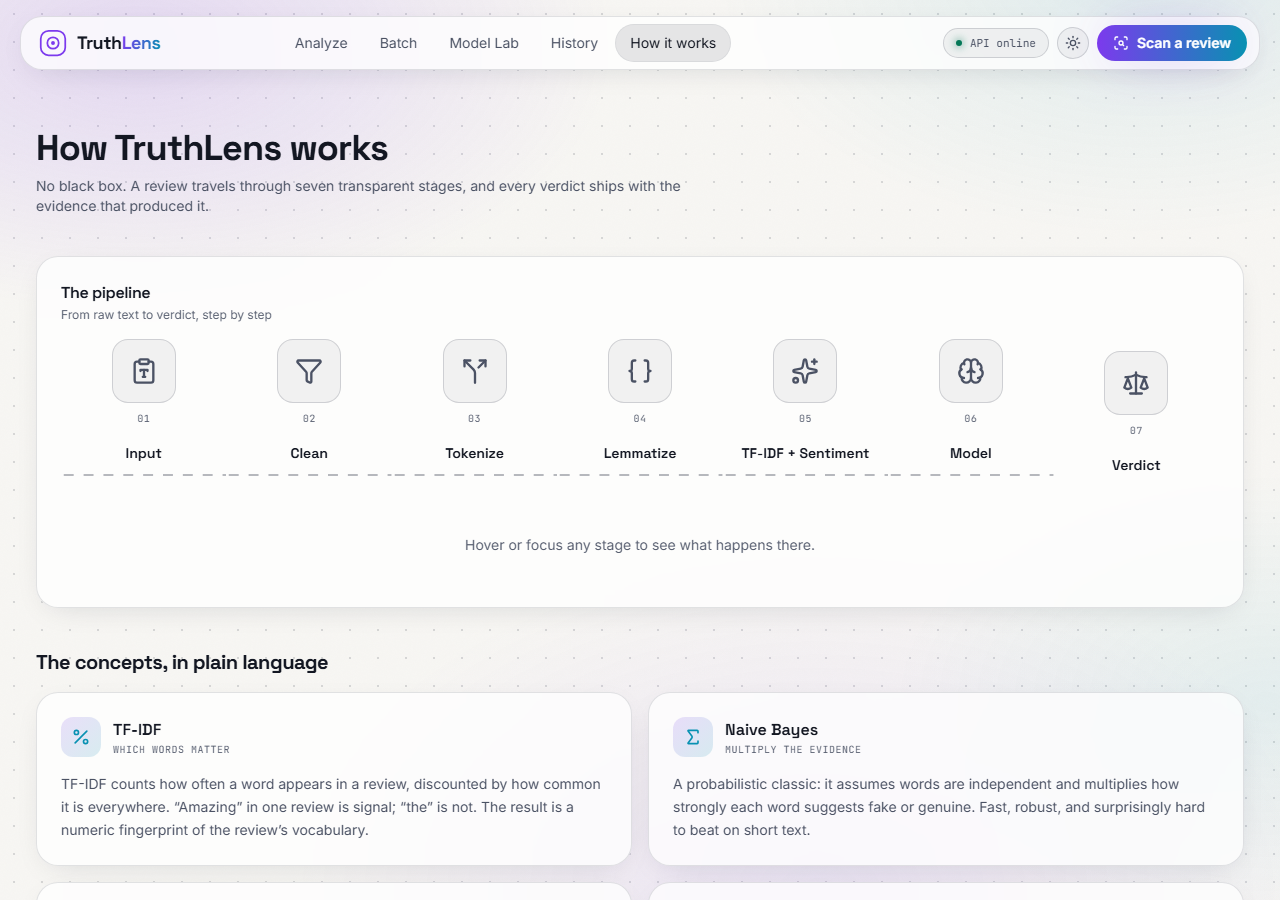 TruthLens
Analyze
Batch
Model Lab
History
How it works
API online
Scan a review
How TruthLens works
No black box. A review travels through seven transparent stages, and every verdict ships with the
evidence that produced it.
The pipeline
From raw text to verdict, step by step
01
02
03
04
05
06
07
Input
Clean
Tokenize
Lemmatize
TF-IDF + Sentiment
Model
Verdict
Hover or focus any stage to see what happens there.
The concepts, in plain language
TF-IDF
WHICH WORDS MATTER
TF-IDF counts how often a word appears in a review, discounted by how common
it is everywhere. “Amazing” in one review is signal; “the” is not. The result is a
numeric fingerprint of the review’s vocabulary.
Naive Bayes
MULTIPLY THE EVIDENCE
A probabilistic classic: it assumes words are independent and multiplies how
strongly each word suggests fake or genuine. Fast, robust, and surprisingly hard
to beat on short text.